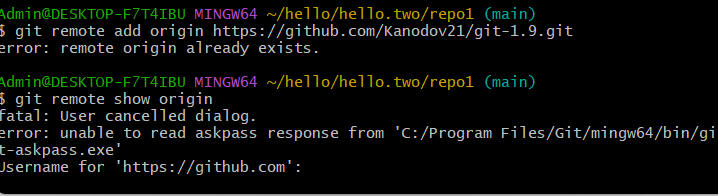 Admin@DESKTOP-F7T4IBU MINGW64 ~/hello/hello.two/repo1 (main)
$ git remote add origin https://github.com/Kanodov21/git-1.9.git
error: remote origin already exists.
Admin@DESKTOP-F7T4IBU MINGW64 ~/hello/hello.two/repo1 (main)
$ git remote show origin
fatal: User cancelled dialog.
error: unable to read askpass response from 'C:/Program Files/Git/mingw64/bin/gi
t-askpass.exe'
Username for 'https://github.com':